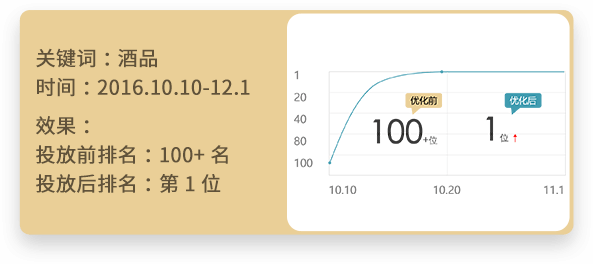 关键词：酒品
时间：2016.10.10-12.1
效果：
投放前排名：100+ 名
投放后排名：第 1 位
1
20
40
80
100
优化前
100+位
优化后
1位↑
10.10
10.20
11.1